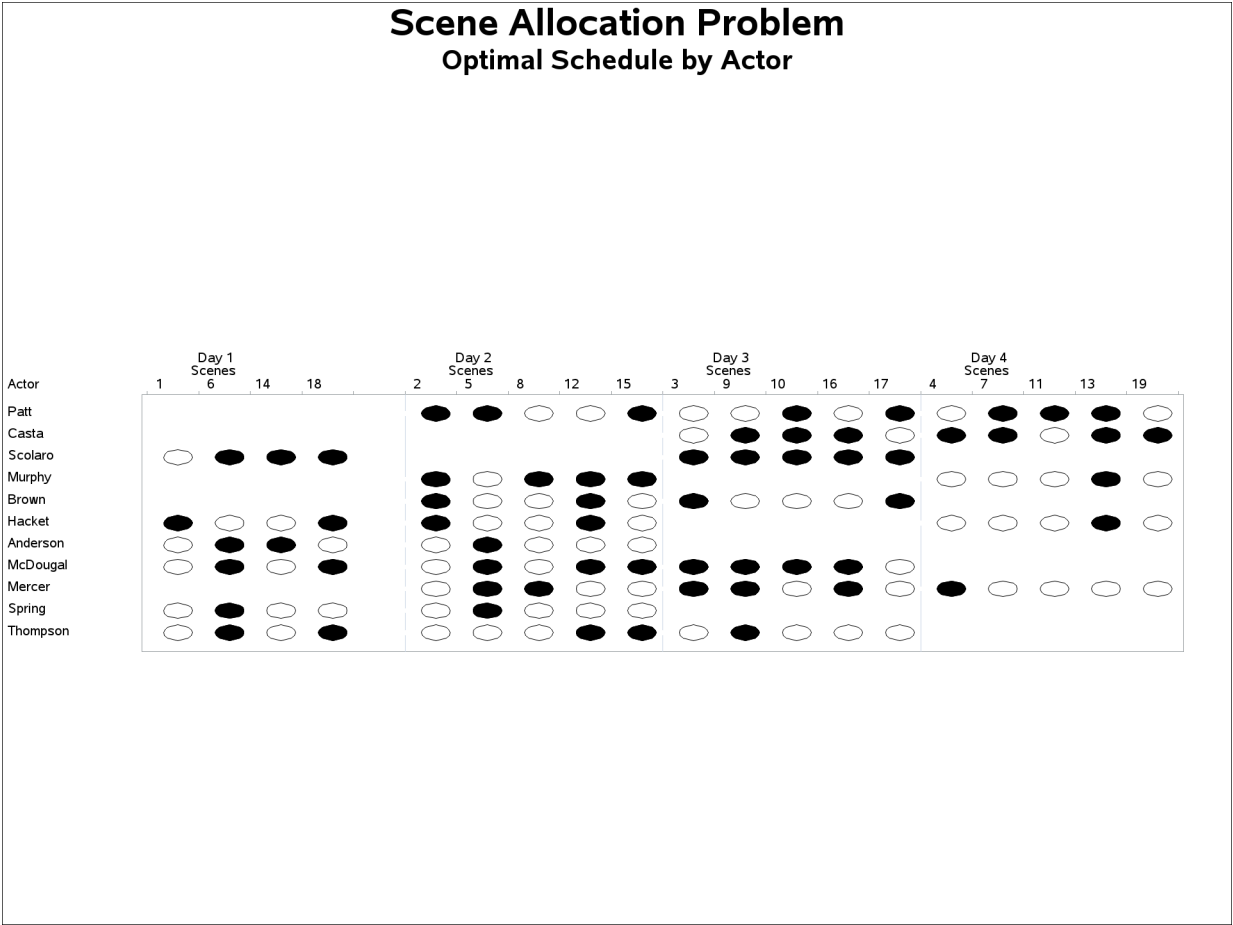 Scene Allocation Problem
Optimal Schedule by Actor
Day 1 Day 2 Day 3 Day 4
Scenes Scenes Scenes Scenes
Actor 1 6 14 18 2 5 8 12 15 3 9 10 16 17 4 7 11 13 19
Patt
Casta
Scolaro
Murphy
Brown
Hacket
Anderson
McDougal
Mercer
Spring
Thompson